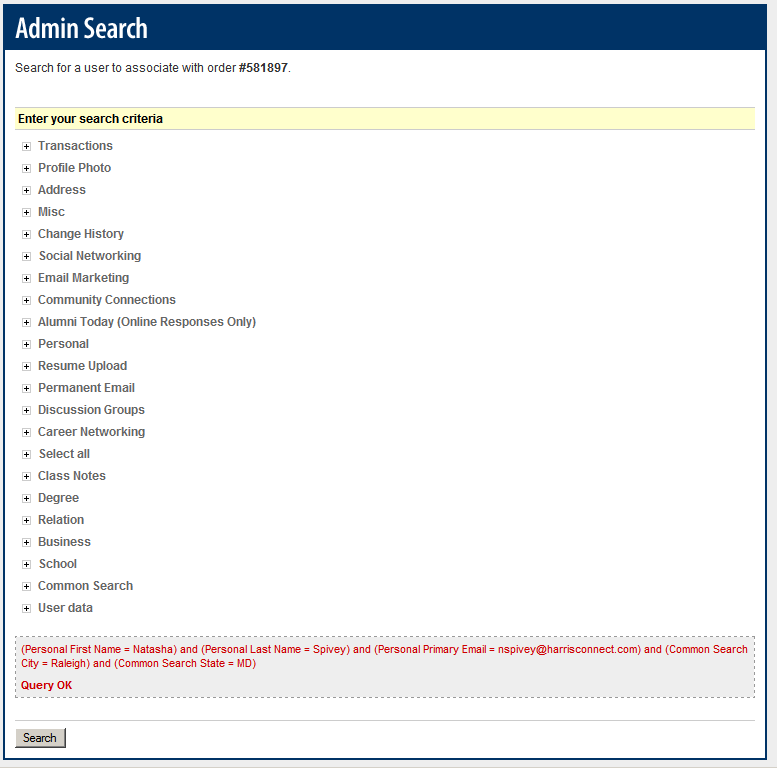 Admin Search
Search for a user to associate with order #581897.
Enter your search criteria
Transactions
Profile Photo
Address
Misc
Change History
Social Networking
Email Marketing
Community Connections
Alumni Today (Online Responses Only)
Personal
Resume Upload
Permanent Email
Discussion Groups
Career Networking
Select all
Class Notes
Degree
Relation
Business
School
Common Search
User data
(Personal First Name = Natasha) and (Personal Last Name = Spivey) and (Personal Primary Email = nspivey@harrisconnect.com) and (Common Search
City = Raleigh) and (Common Search State = MD)
Query OK
Search